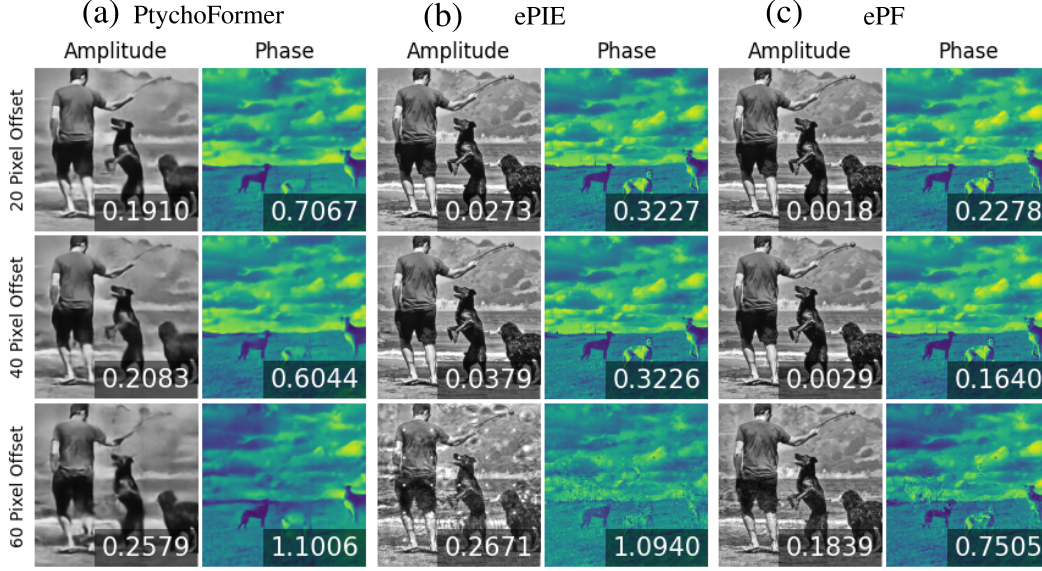 (a) PtychoFormer (b) ePIE (c) ePF
Amplitude Phase Amplitude Phase Amplitude Phase
20 Pixel Offset
0.1910 0.7067 0.0273 0.3227 0.0018 0.2278
40 Pixel Offset
0.2083 0.6044 0.0379 0.3226 0.0029 0.1640
60 Pixel Offset
0.2579 1.1006 0.2671 1.0940 0.1839 0.7505